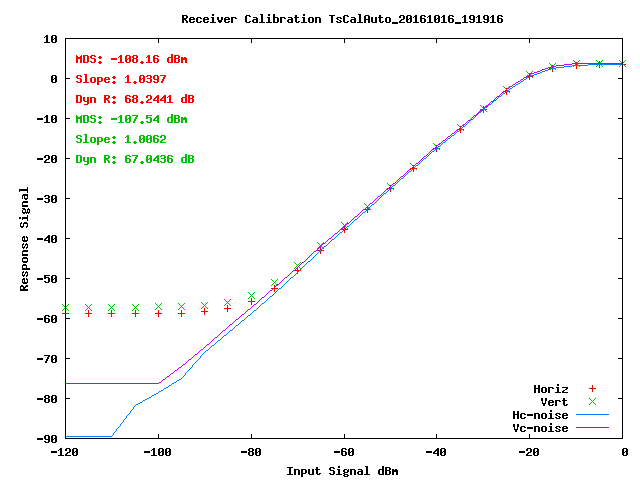 Receiver Calibration TsCalAuto_20161016_191916
10
0
-10
-20
-30
-40
-50
-60
-70
-80
-90
MDS: -108.16 dBm
Slope: 1.0397
Dyn R: 68.2441 dB
MDS: -107.54 dBm
Slope: 1.0062
Dyn R: 67.0436 dB
Response Signal
Horiz
Vert
Hc-noise
Vc-noise
-120 -100 -80 -60 -40 -20 0
Input Signal dBm